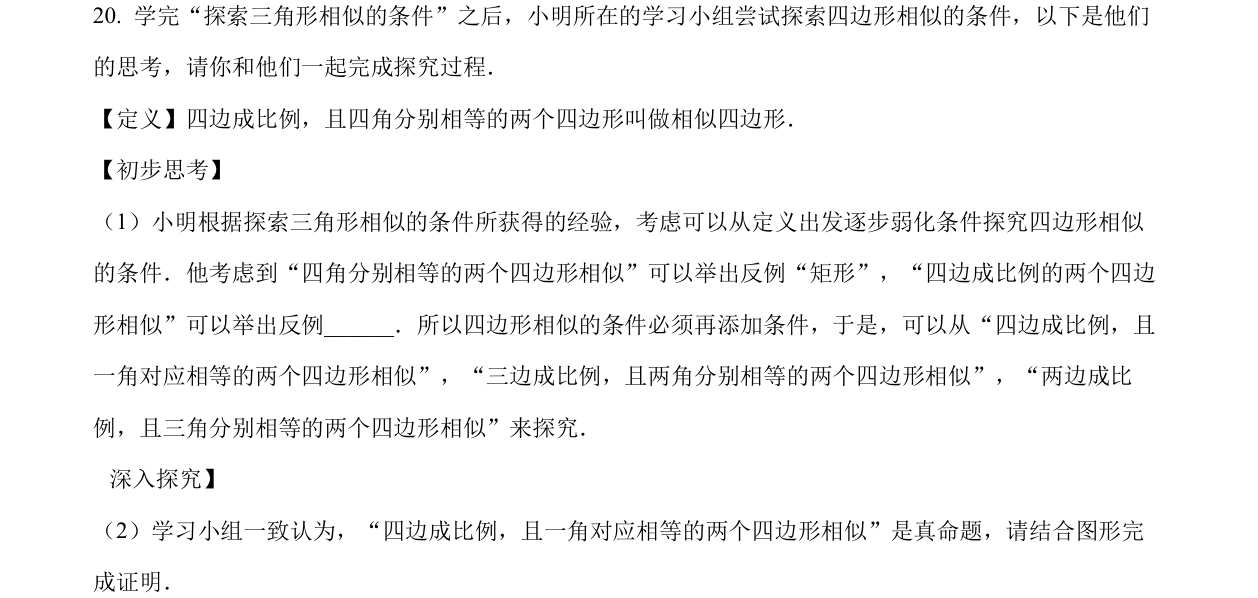 20. 学完“探索三角形相似的条件”之后，小明所在的学习小组尝试探索四边形相似的条件，以下是他们
的思考，请你和他们一起完成探究过程．
【定义】四边成比例，且四角分别相等的两个四边形叫做相似四边形．
【初步思考】
（1）小明根据探索三角形相似的条件所获得的经验，考虑可以从定义出发逐步弱化条件探究四边形相似
的条件．他考虑到“四角分别相等的两个四边形相似”可以举出反例“矩形”，“四边成比例的两个四边
形相似”可以举出反例______．所以四边形相似的条件必须再添加条件，于是，可以从“四边成比例，且
一角对应相等的两个四边形相似”，“三边成比例，且两角分别相等的两个四边形相似”，“两边成比
例，且三角分别相等的两个四边形相似”来探究．
深入探究】
（2）学习小组一致认为，“四边成比例，且一角对应相等的两个四边形相似”是真命题，请结合图形完
成证明．